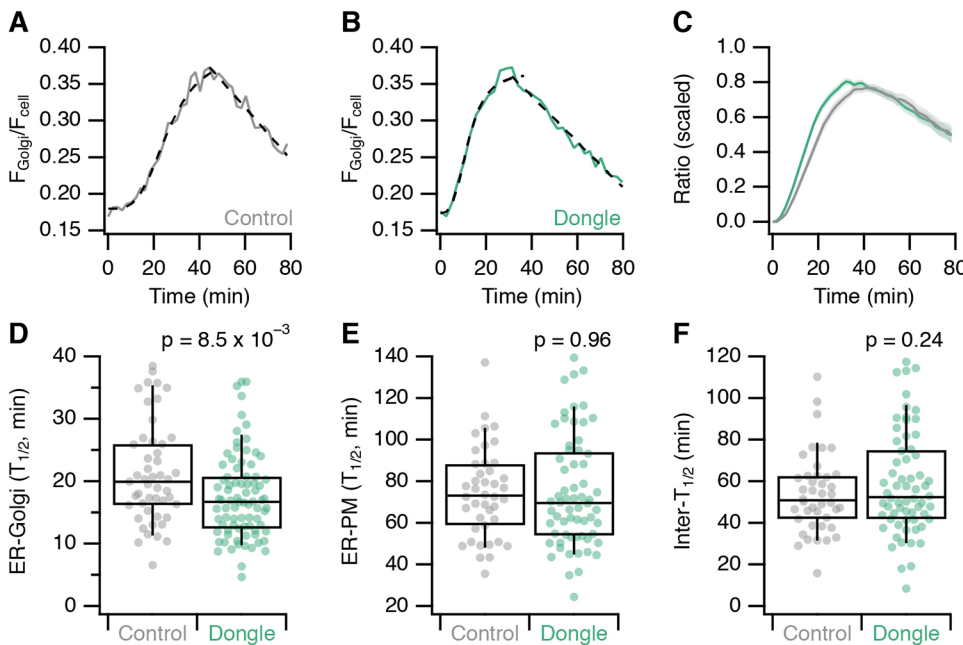 A
B
C
0.40
0.35
0.30
0.25
0.20
0.15
F_Golgi/F_cell
Control
0 20 40 60 80
Time (min)
0.40
0.35
0.30
0.25
0.20
0.15
F_Golgi/F_cell
Dongle
0 20 40 60 80
Time (min)
1.0
0.8
0.6
0.4
0.2
0.0
Ratio (scaled)
0 20 40 60 80
Time (min)
D
p = 8.5 x 10⁻³
40
30
20
10
0
ER-Golgi (T₁/₂, min)
Control Dongle
E
p = 0.96
140
120
100
80
60
40
20
ER-PM (T₁/₂, min)
Control Dongle
F
p = 0.24
120
100
80
60
40
20
0
Inter-T₁/₂ (min)
Control Dongle